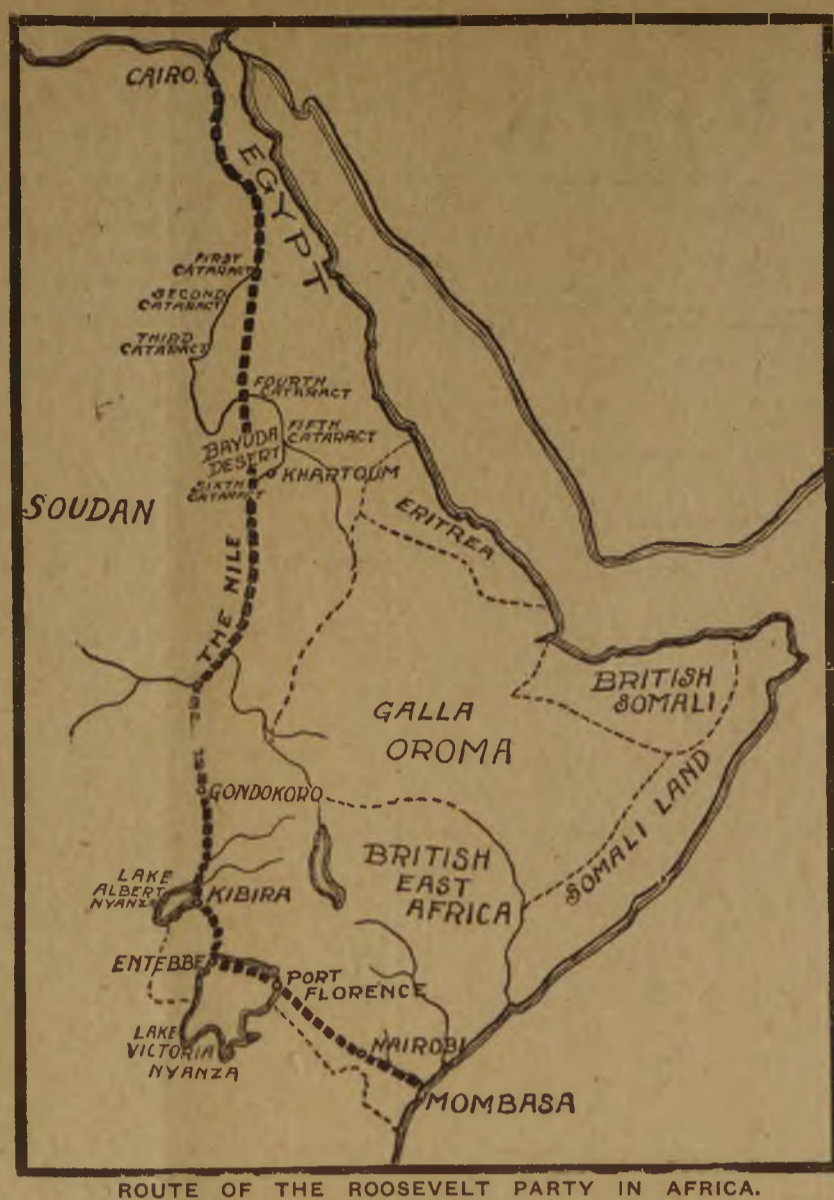 CAIRO.
EGYPT
FIRST
CATARACT
SECOND
CATARACT
THIRD
CATARACT
FOURTH
CATARACT
FIFTH
CATARACT
BAYUDA
DESERT
KHARTOUM
SIXTH
CATARACT
SOUDAN
ERITREA
THE NILE
BRITISH
SOMALI
GALLA
OROMA
SOMALI LAND
GONDOKORO
BRITISH
EAST
AFRICA
LAKE
ALBERT
NYANZ
KIBIRA
ENTEBBE
PORT
FLORENCE
LAKE
VICTORIA
NYANZA
NAIROBI
MOMBASA
ROUTE OF THE ROOSEVELT PARTY IN AFRICA.